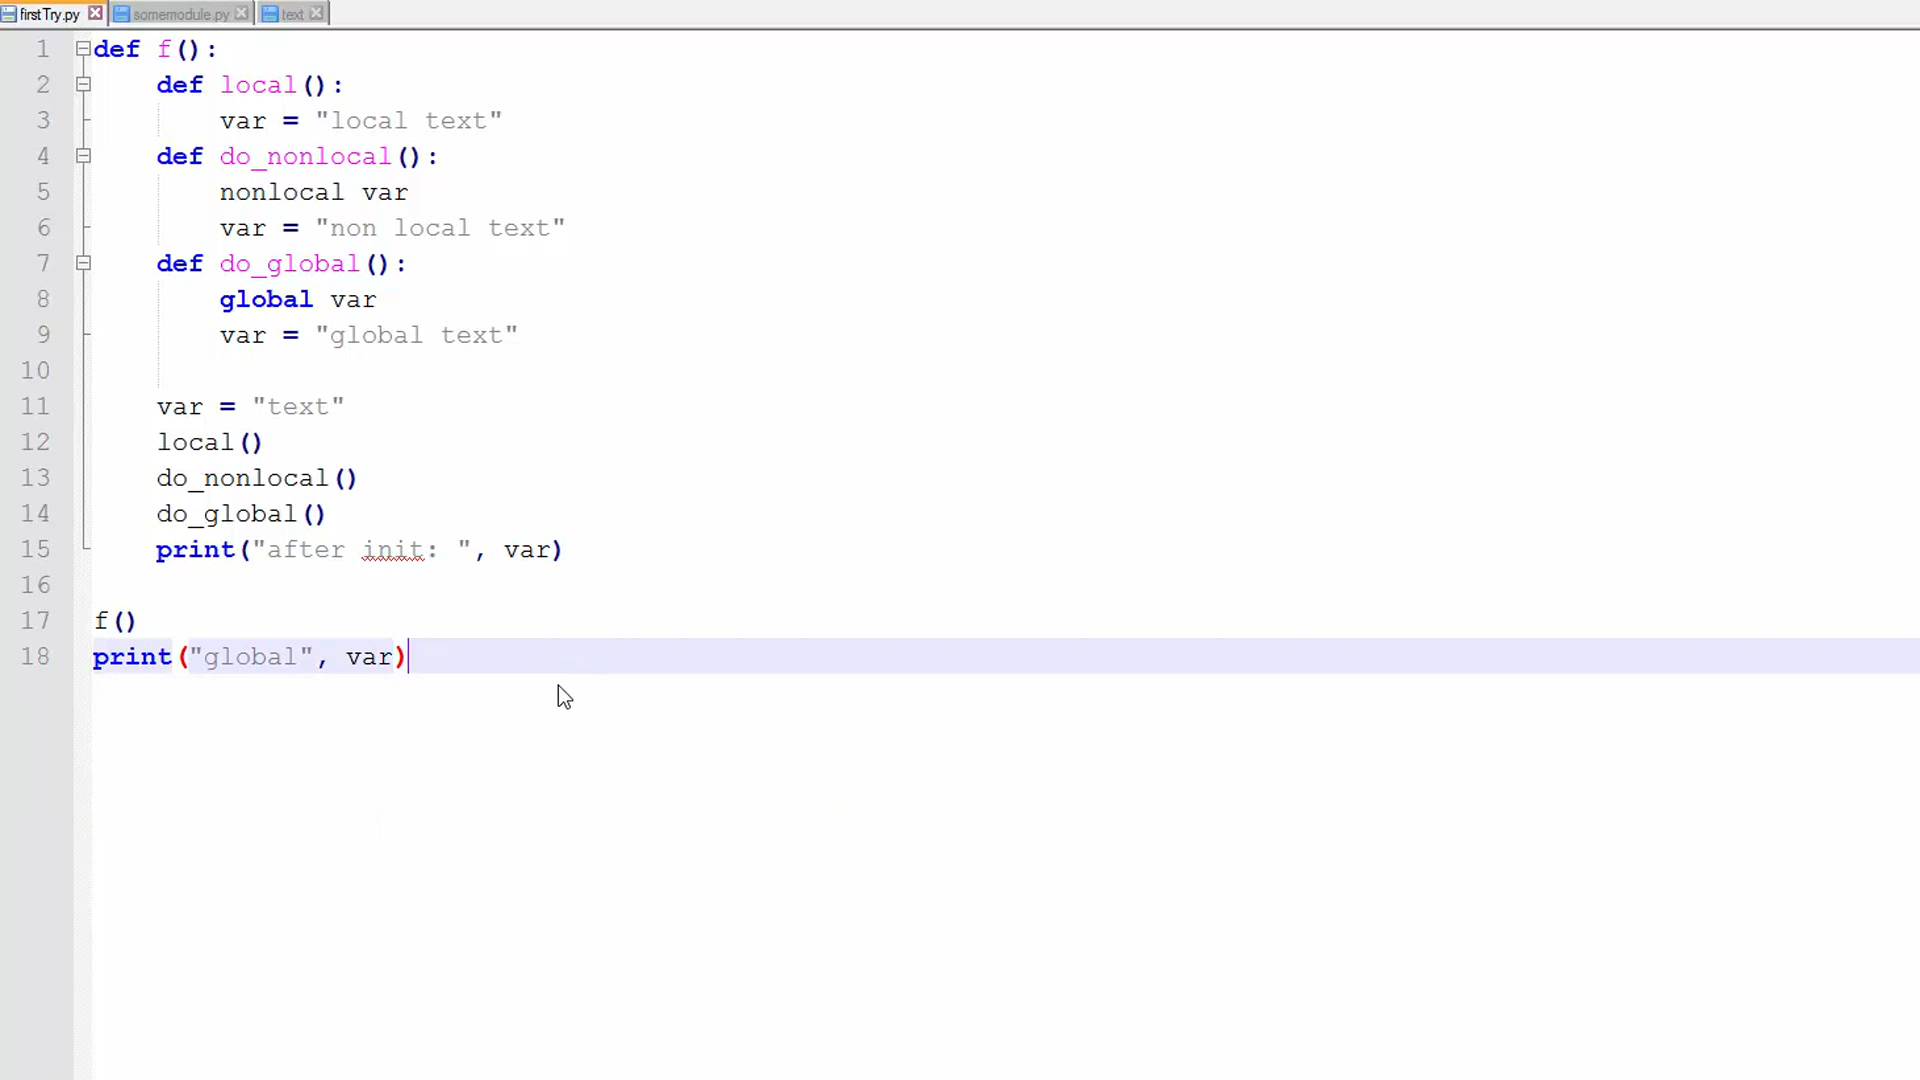 firstTry.py somemodule.py text
1 def f():
2     def local():
3         var = "local text"
4     def do_nonlocal():
5         nonlocal var
6         var = "non local text"
7     def do_global():
8         global var
9         var = "global text"
10
11     var = "text"
12     local()
13     do_nonlocal()
14     do_global()
15     print("after init: ", var)
16
17 f()
18 print("global", var)